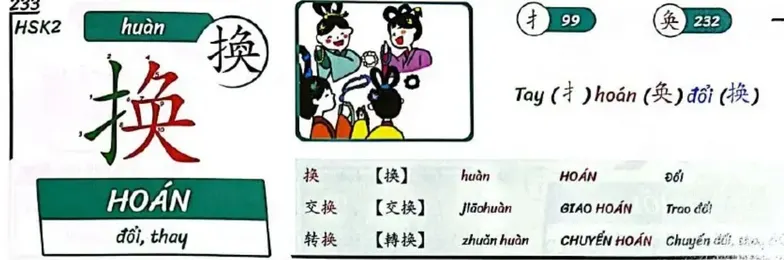 233
HSK2
huàn
换
换
HOÁN
đổi, thay
扌 99
奂 232
Tay (扌) hoán (奂) đổi (换)
换 【换】 huàn HOÁN Đổi
交换 【交换】 Jiāohuàn GIAO HOÁN Trao đổi
转换 【轉換】 zhuǎn huàn CHUYỂN HOÁN Chuyển đổi,